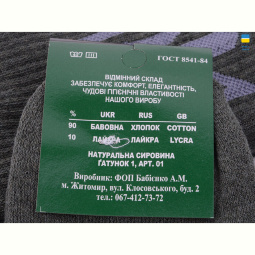 ГОСТ 8541-84
ВІДМІННИЙ СКЛАД
ЗАБЕЗПЕЧУЄ КОМФОРТ, ЕЛЕГАНТНІСТЬ,
ЧУДОВІ ГІГІЄНІЧНІ ВЛАСТИВОСТІ
НАШОГО ВИРОБУ
% UKR RUS GB
90 БАВОВНА ХЛОПОК COTTON
10 ЛАЙКРА ЛАЙКРА LYCRA
НАТУРАЛЬНА СИРОВИНА
ҐАТУНОК 1, АРТ. 01
Виробник: ФОП Бабієнко А.М.
м. Житомир, вул. Клосовського, буд. 2
тел.: 067-412-73-72